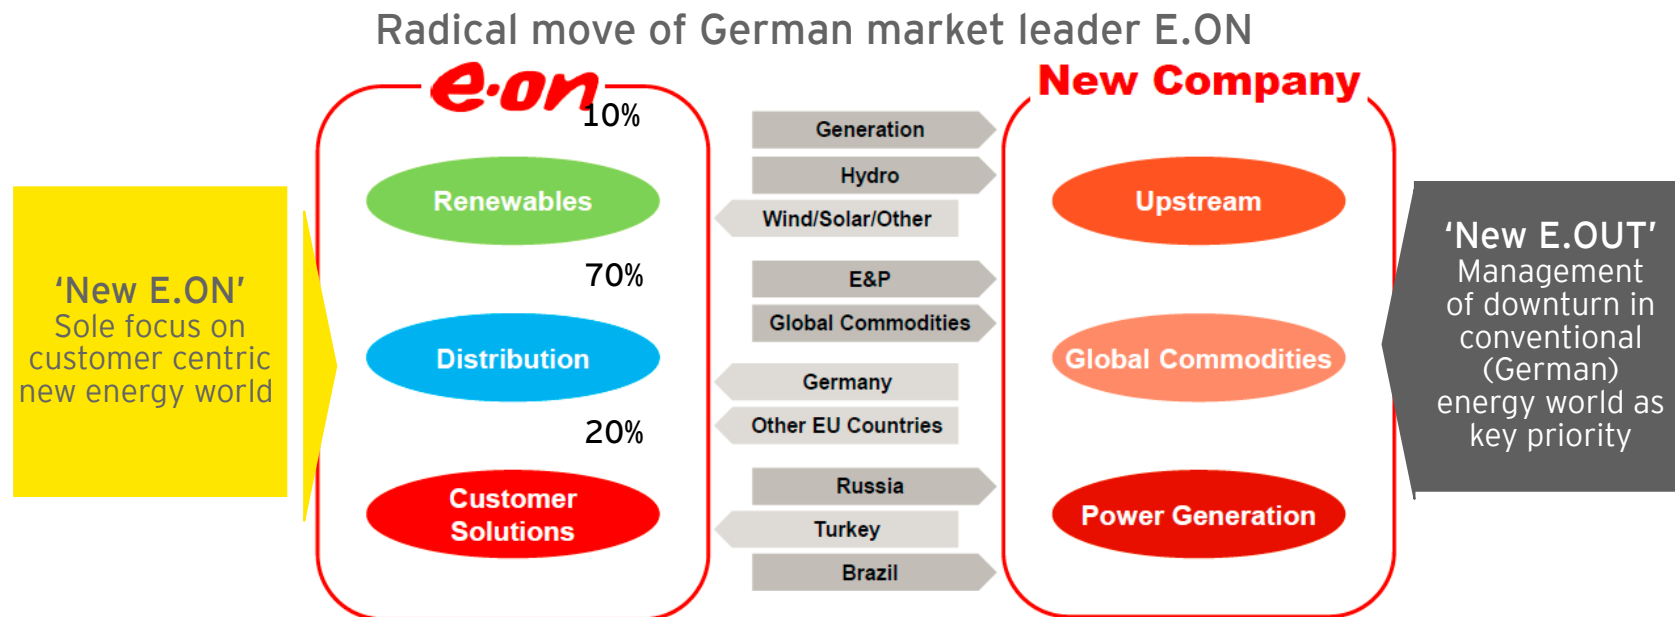 Radical move of German market leader E.ON
e·on
10%
Renewables
70%
Distribution
20%
Customer
Solutions
'New E.ON'
Sole focus on
customer centric
new energy world
Generation
Hydro
Wind/Solar/Other
E&P
Global Commodities
Germany
Other EU Countries
Russia
Turkey
Brazil
New Company
Upstream
Global Commodities
Power Generation
'New E.OUT'
Management
of downturn in
conventional
(German)
energy world as
key priority